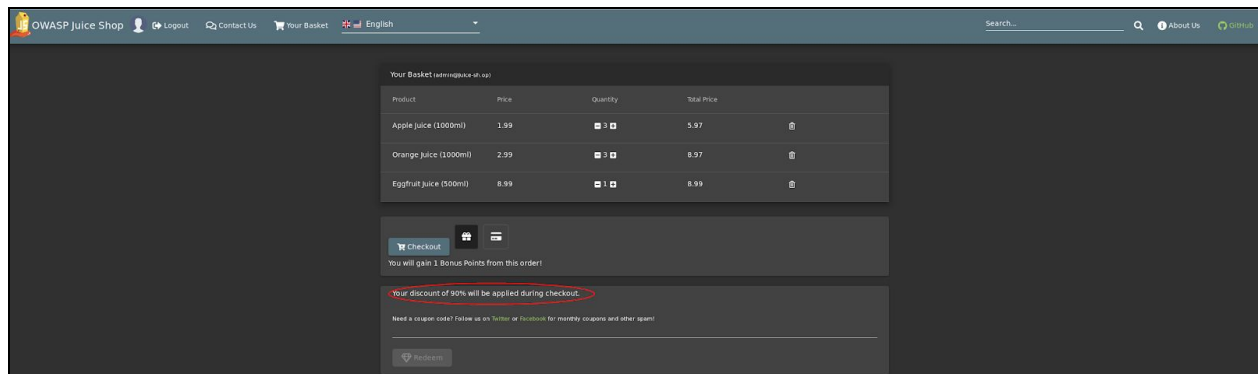 OWASP Juice Shop Logout Contact Us Your Basket English Search... About Us GitHub
Your Basket (admin@juice-sh.op)
Product Price Quantity Total Price
Apple Juice (1000ml) 1.99 3 5.97
Orange Juice (1000ml) 2.99 3 8.97
Eggfruit Juice (500ml) 8.99 1 8.99
Checkout
You will gain 1 Bonus Points from this order!
Your discount of 90% will be applied during checkout.
Need a coupon code? Follow us on Twitter or Facebook for monthly coupons and other spam!
Redeem